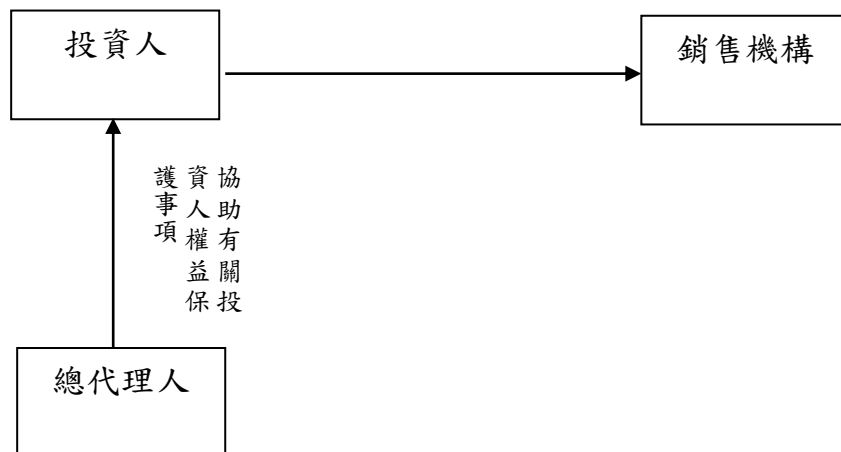 投資人
銷售機構
協助有關投
資人權益保
護事項
總代理人